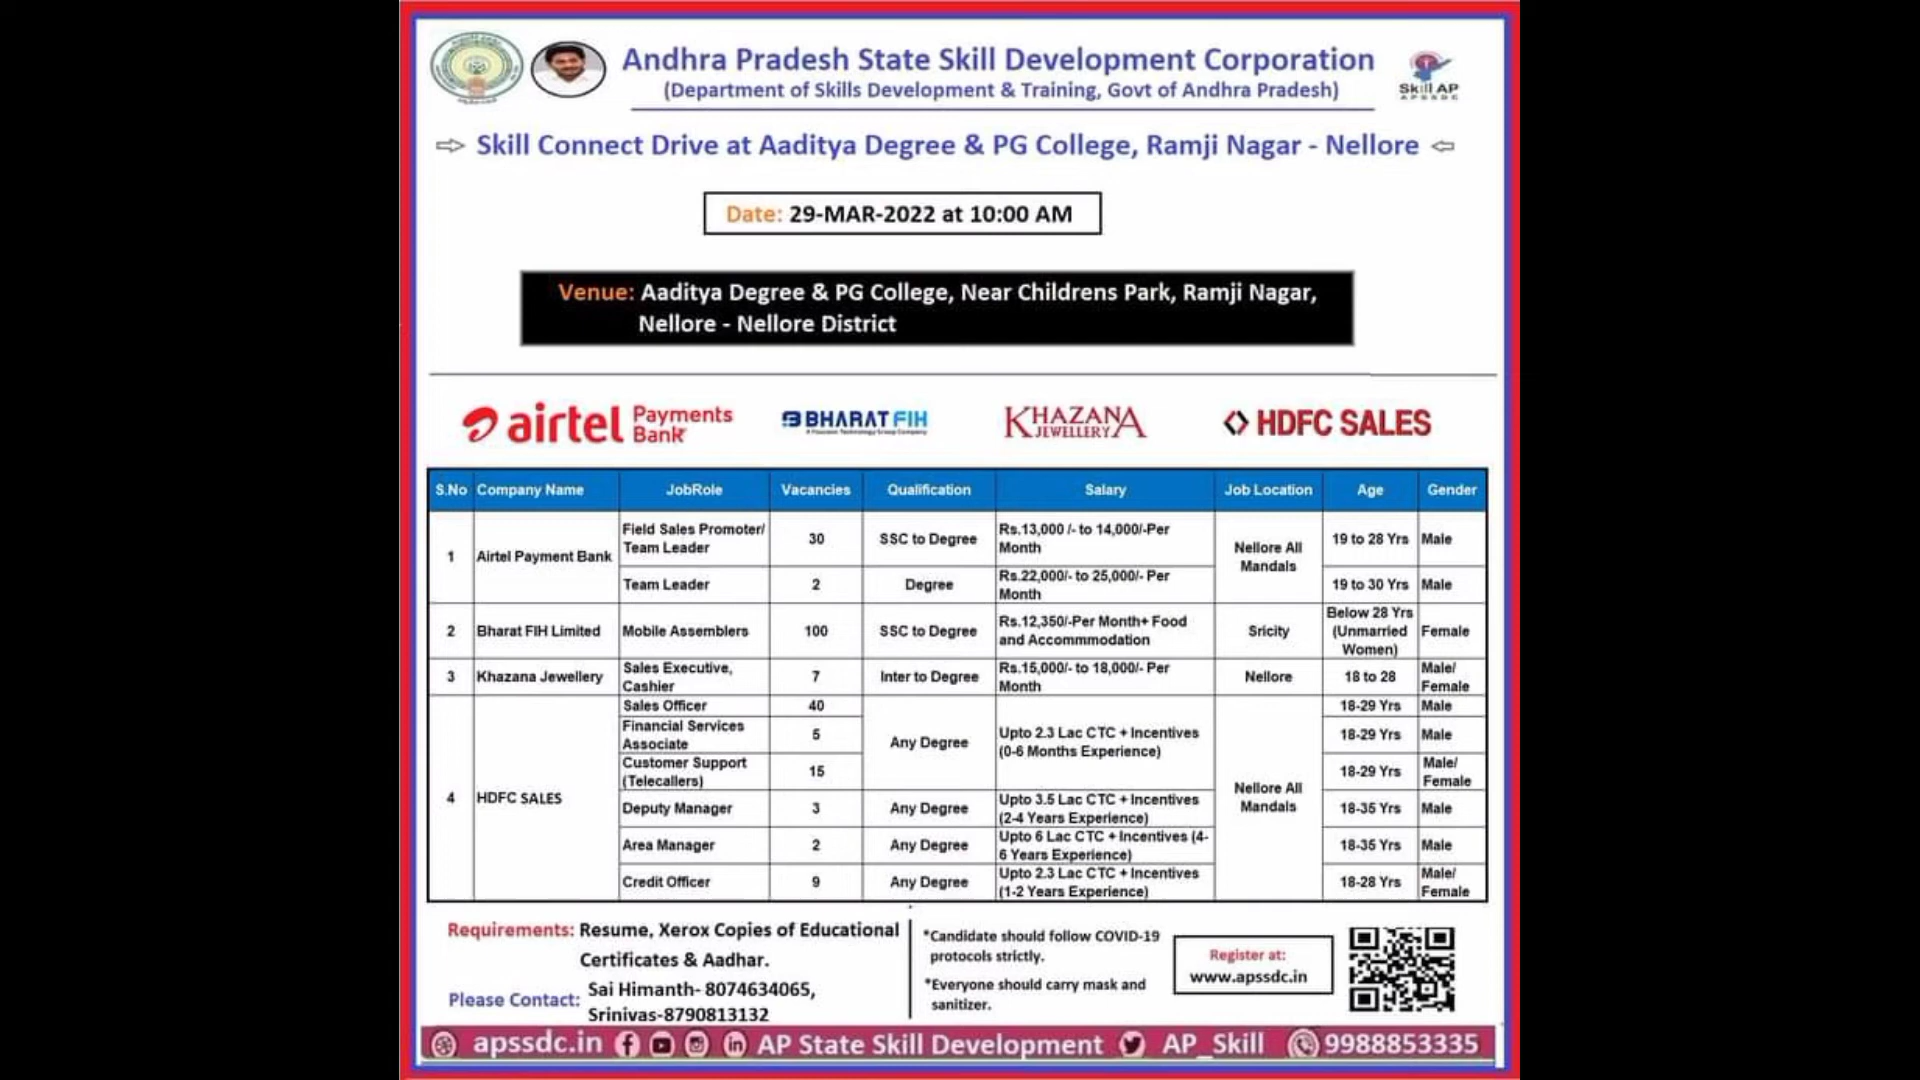 Andhra Pradesh State Skill Development Corporation
(Department of Skills Development & Training, Govt of Andhra Pradesh)
Skill AP
APSSDC
Skill Connect Drive at Aaditya Degree & PG College, Ramji Nagar - Nellore
Date: 29-MAR-2022 at 10:00 AM
Venue: Aaditya Degree & PG College, Near Childrens Park, Ramji Nagar,
Nellore - Nellore District
airtel Payments Bank
BHARAT FIH
KHAZANA JEWELLERY
HDFC SALES
S.No Company Name JobRole Vacancies Qualification Salary Job Location Age Gender
1 Airtel Payment Bank Field Sales Promoter/ Team Leader 30 SSC to Degree Rs.13,000 /- to 14,000/-Per Month Nellore All Mandals 19 to 28 Yrs Male
Team Leader 2 Degree Rs.22,000/- to 25,000/- Per Month 19 to 30 Yrs Male
2 Bharat FIH Limited Mobile Assemblers 100 SSC to Degree Rs.12,350/-Per Month+ Food and Accommmodation Sricity Below 28 Yrs (Unmarried Women) Female
3 Khazana Jewellery Sales Executive, Cashier 7 Inter to Degree Rs.15,000/- to 18,000/- Per Month Nellore 18 to 28 Male/ Female
4 HDFC SALES Sales Officer 40 Any Degree Upto 2.3 Lac CTC + Incentives (0-6 Months Experience) Nellore All Mandals 18-29 Yrs Male
Financial Services Associate 5 18-29 Yrs Male
Customer Support (Telecallers) 15 18-29 Yrs Male/ Female
Deputy Manager 3 Any Degree Upto 3.5 Lac CTC + Incentives (2-4 Years Experience) 18-35 Yrs Male
Area Manager 2 Any Degree Upto 6 Lac CTC + Incentives (4-6 Years Experience) 18-35 Yrs Male
Credit Officer 9 Any Degree Upto 2.3 Lac CTC + Incentives (1-2 Years Experience) 18-28 Yrs Male/ Female
Requirements: Resume, Xerox Copies of Educational
Certificates & Aadhar.
Please Contact: Sai Himanth- 8074634065,
Srinivas-8790813132
*Candidate should follow COVID-19
protocols strictly.
*Everyone should carry mask and
sanitizer.
Register at:
www.apssdc.in
apssdc.in AP State Skill Development AP_Skill 9988853335